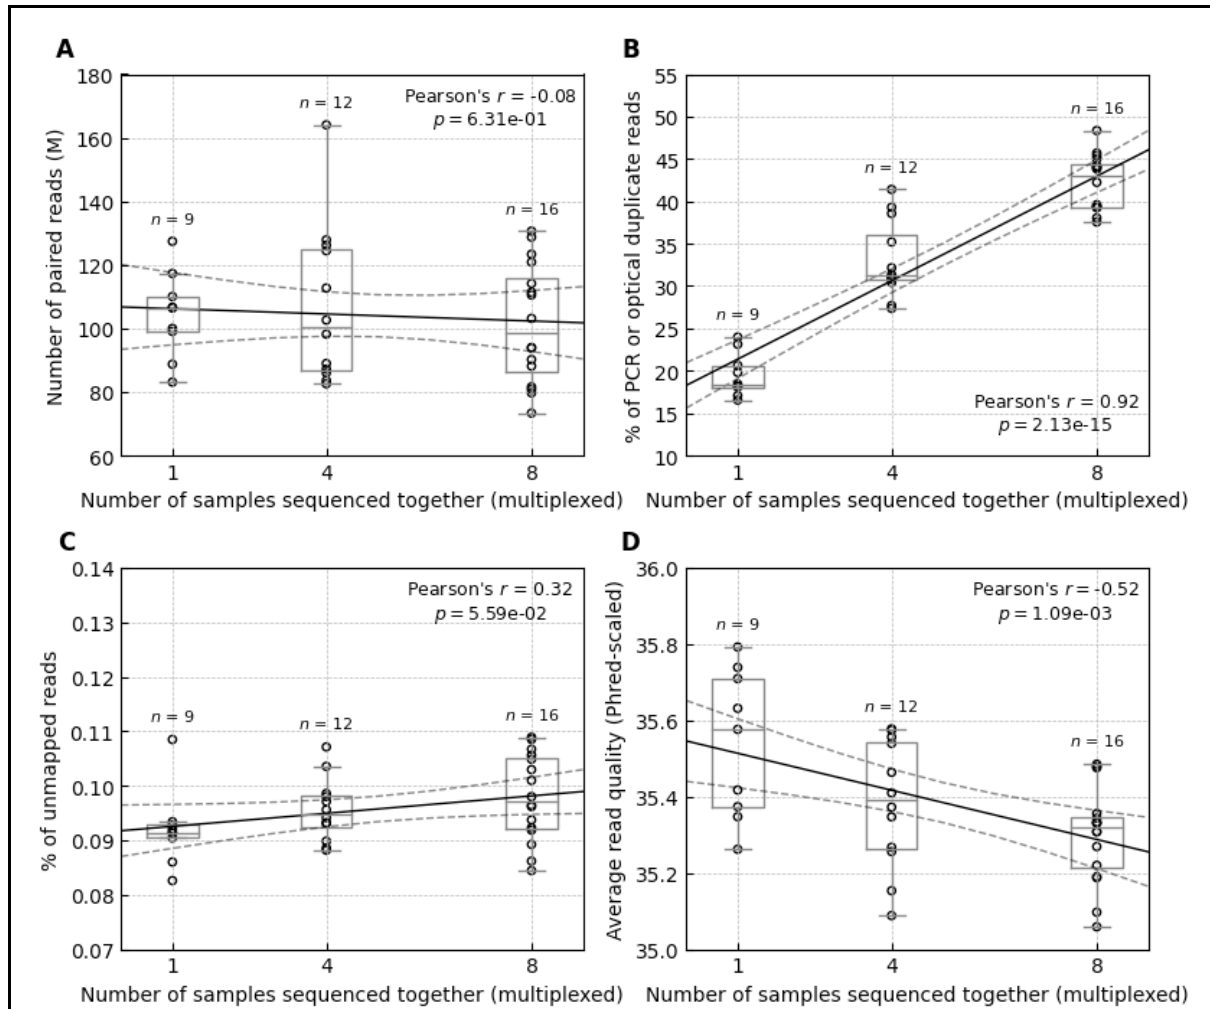 A
180
160
140
120
100
80
60
Number of paired reads (M)
n = 9
n = 12
n = 16
Pearson's r = -0.08
p = 6.31e-01
1
4
8
Number of samples sequenced together (multiplexed)
B
55
50
45
40
35
30
25
20
15
10
% of PCR or optical duplicate reads
n = 9
n = 12
n = 16
Pearson's r = 0.92
p = 2.13e-15
1
4
8
Number of samples sequenced together (multiplexed)
C
0.14
0.13
0.12
0.11
0.10
0.09
0.08
0.07
% of unmapped reads
n = 9
n = 12
n = 16
Pearson's r = 0.32
p = 5.59e-02
1
4
8
Number of samples sequenced together (multiplexed)
D
36.0
35.8
35.6
35.4
35.2
35.0
Average read quality (Phred-scaled)
n = 9
n = 12
n = 16
Pearson's r = -0.52
p = 1.09e-03
1
4
8
Number of samples sequenced together (multiplexed)